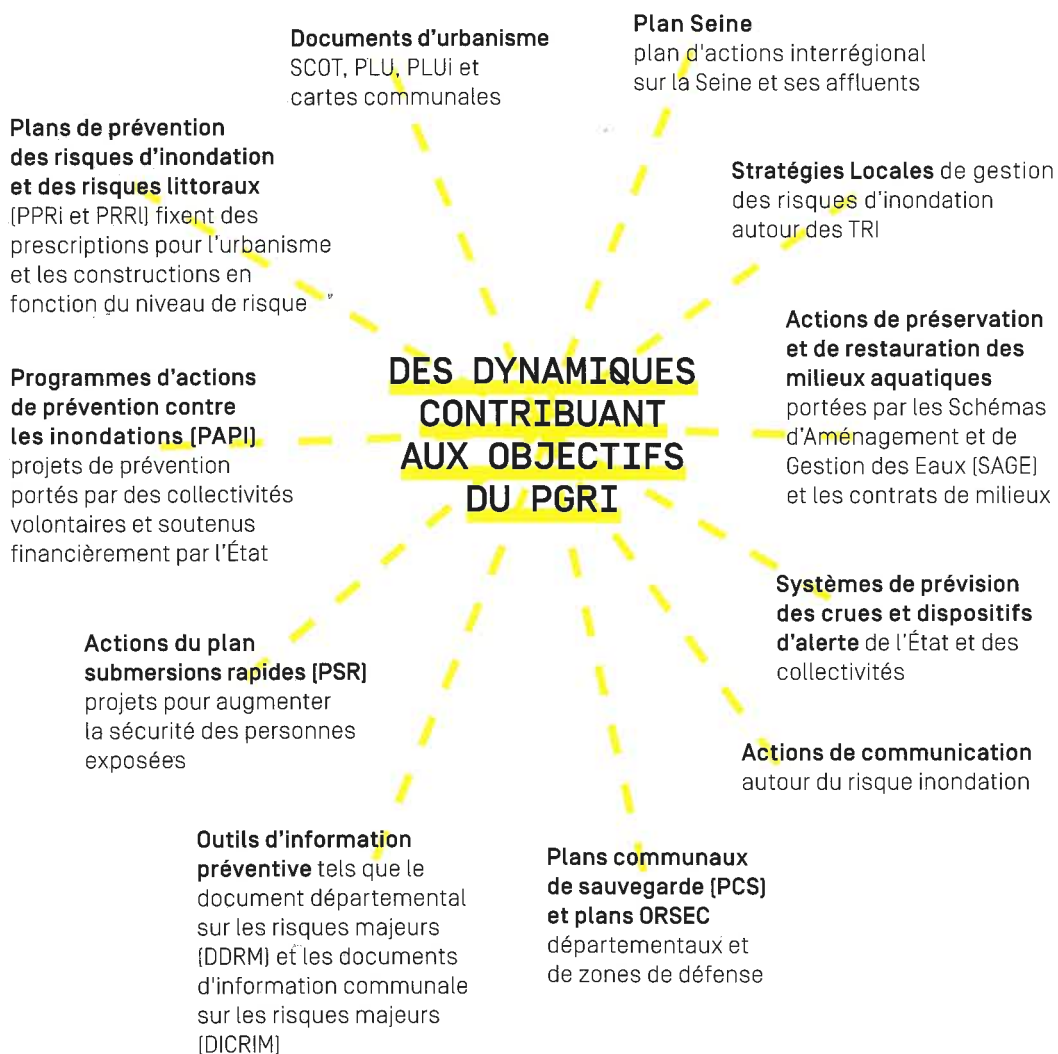 Documents d'urbanisme
SCOT, PLU, PLUi et
cartes communales
Plan Seine
plan d'actions interrégional
sur la Seine et ses affluents
Plans de prévention
des risques d'inondation
et des risques littoraux
(PPRi et PRRl) fixent des
prescriptions pour l'urbanisme
et les constructions en
fonction du niveau de risque
Stratégies Locales de gestion
des risques d'inondation
autour des TRI
DES DYNAMIQUES
CONTRIBUANT
AUX OBJECTIFS
DU PGRI
Actions de préservation
et de restauration des
milieux aquatiques
portées par les Schémas
d'Aménagement et de
Gestion des Eaux (SAGE)
et les contrats de milieux
Programmes d'actions
de prévention contre
les inondations (PAPI)
projets de prévention
portés par des collectivités
volontaires et soutenus
financièrement par l'État
Systèmes de prévision
des crues et dispositifs
d'alerte de l'État et des
collectivités
Actions du plan
submersions rapides (PSR)
projets pour augmenter
la sécurité des personnes
exposées
Actions de communication
autour du risque inondation
Outils d'information
préventive tels que le
document départemental
sur les risques majeurs
(DDRM) et les documents
d'information communale
sur les risques majeurs
(DICRIM)
Plans communaux
de sauvegarde (PCS)
et plans ORSEC
départementaux et
de zones de défense